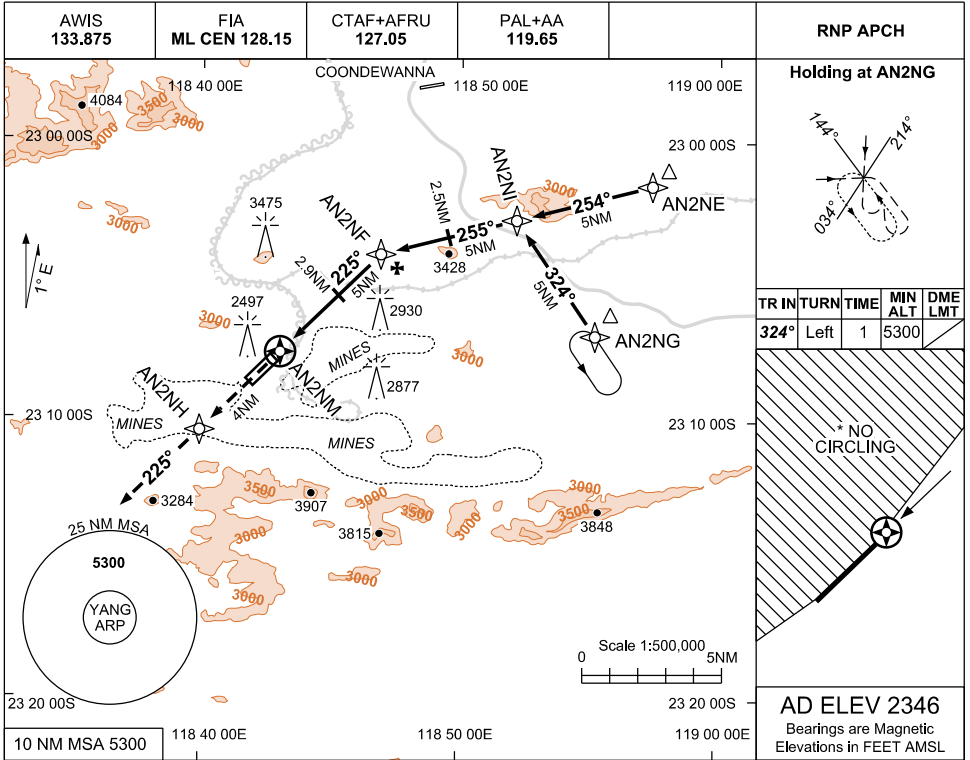 AWIS
133.875
FIA
ML CEN 128.15
CTAF+AFRU
127.05
PAL+AA
119.65
RNP APCH
118 40 00E
COONDEWANNA
118 50 00E
119 00 00E
4084
3500
3000
23 00 00S
23 00 00S
3000
3475
1° E
AN2NF
2.5NM
AN2NI
3000
254°
5NM
AN2NE
255°
5NM
3428
324°
5NM
AN2NG
2.9NM
225°
5NM
2930
2497
3000
MINES
AN2NM
2877
3000
4NM
AN2NH
23 10 00S
23 10 00S
MINES
MINES
225°
3284
3500
3907
3000
3500
3815
3000
3000
3500
3848
3000
3000
3000
25 NM MSA
5300
YANG
ARP
Scale 1:500,000
0
5NM
23 20 00S
23 20 00S
10 NM MSA 5300
118 40 00E
118 50 00E
119 00 00E
Holding at AN2NG
144°
214°
034°
TR IN TURN TIME MIN ALT DME LMT
324° Left 1 5300
* NO
CIRCLING
AD ELEV 2346
Bearings are Magnetic
Elevations in FEET AMSL